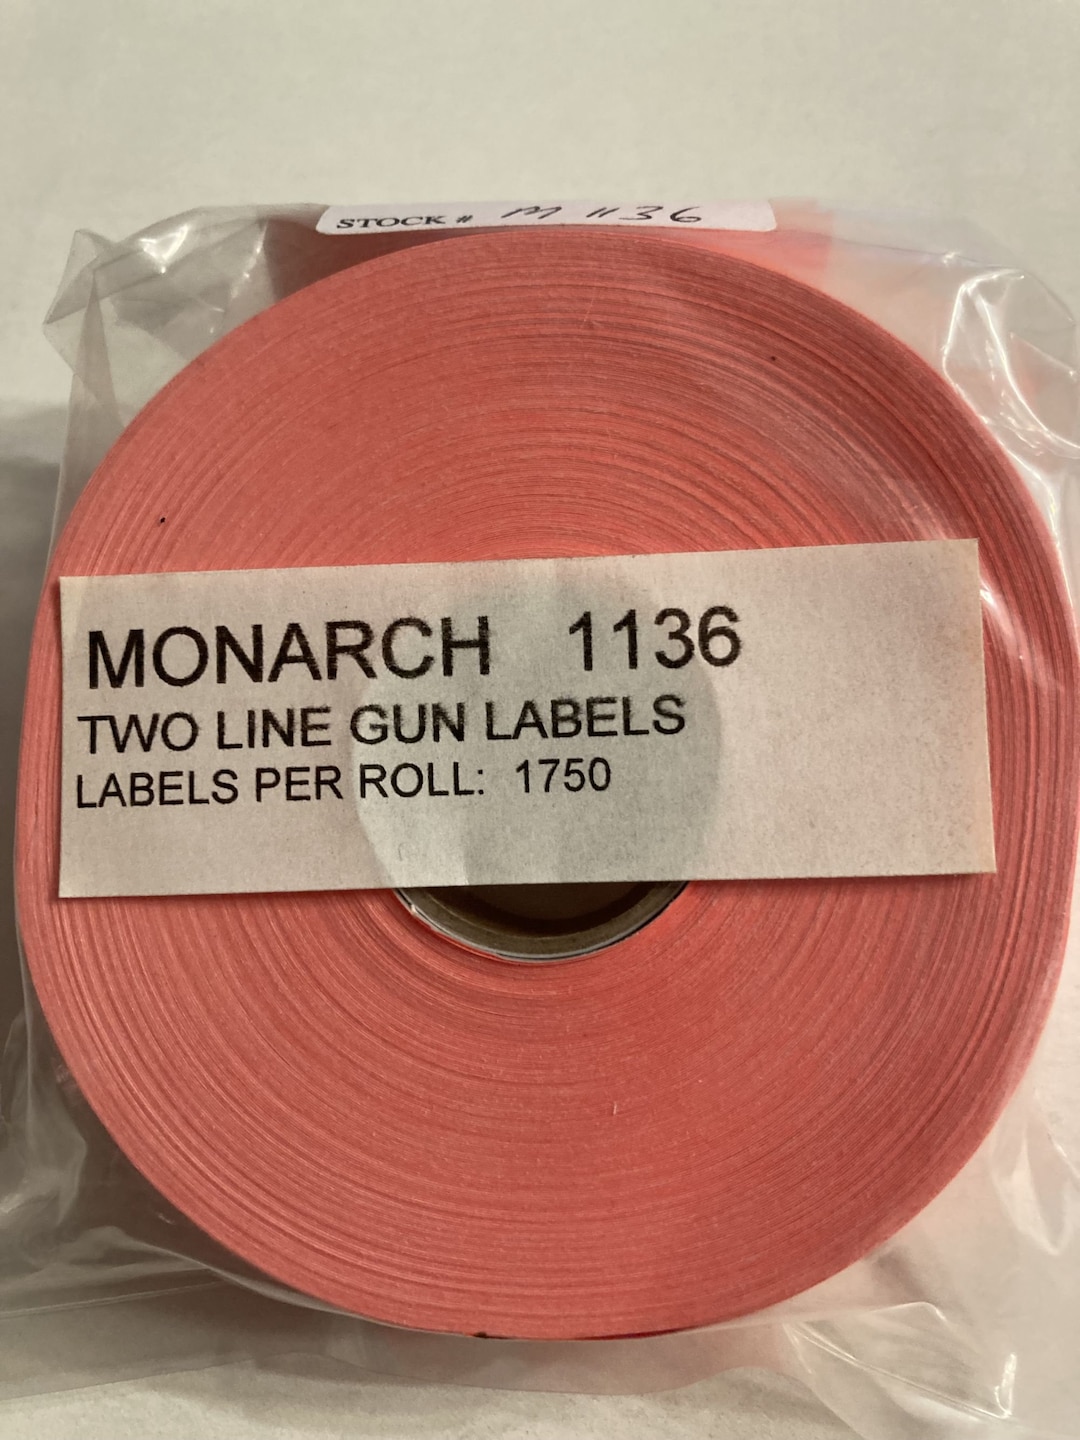 STOCK # M 1136
MONARCH 1136
TWO LINE GUN LABELS
LABELS PER ROLL: 1750